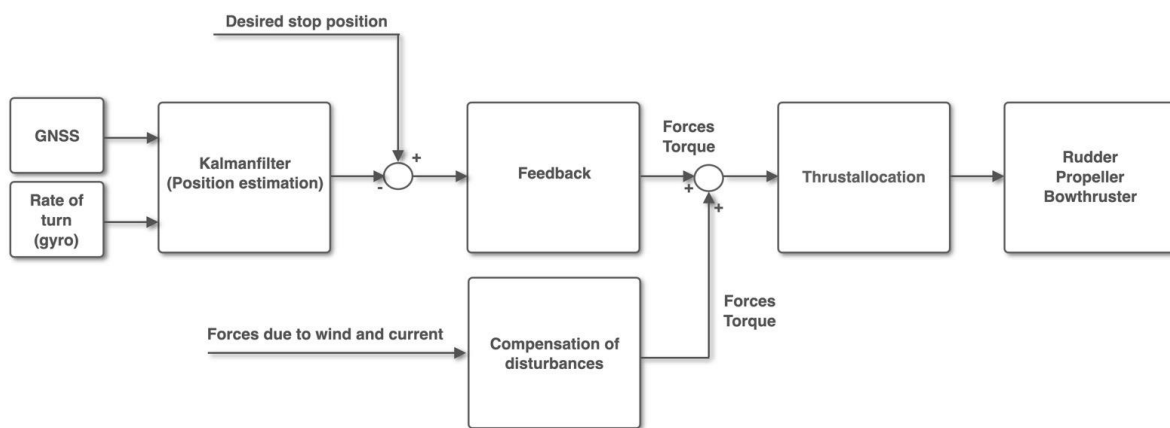 Desired stop position
GNSS
Rate of
turn
(gyro)
Kalmanfilter
(Position estimation)
+
-
Feedback
Forces
Torque
+
+
Thrustallocation
Rudder
Propeller
Bowthruster
Forces due to wind and current
Compensation of
disturbances
Forces
Torque